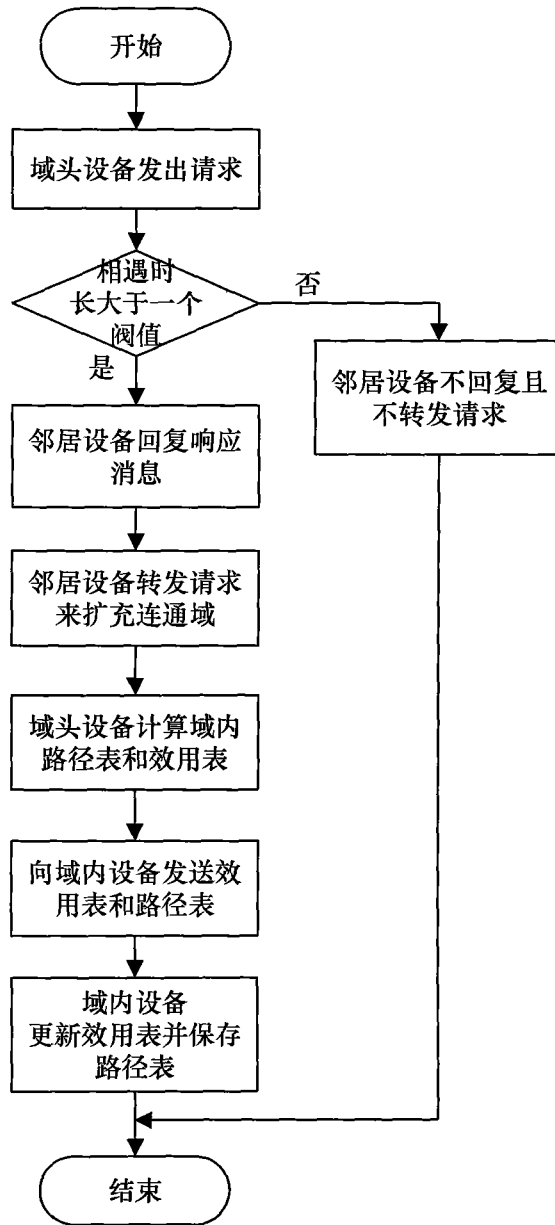 开始
域头设备发出请求
相遇时
长大于一个
阀值
否
是
邻居设备不回复且
不转发请求
邻居设备回复响应
消息
邻居设备转发请求
来扩充连通域
域头设备计算域内
路径表和效用表
向域内设备发送效
用表和路径表
域内设备
更新效用表并保存
路径表
结束